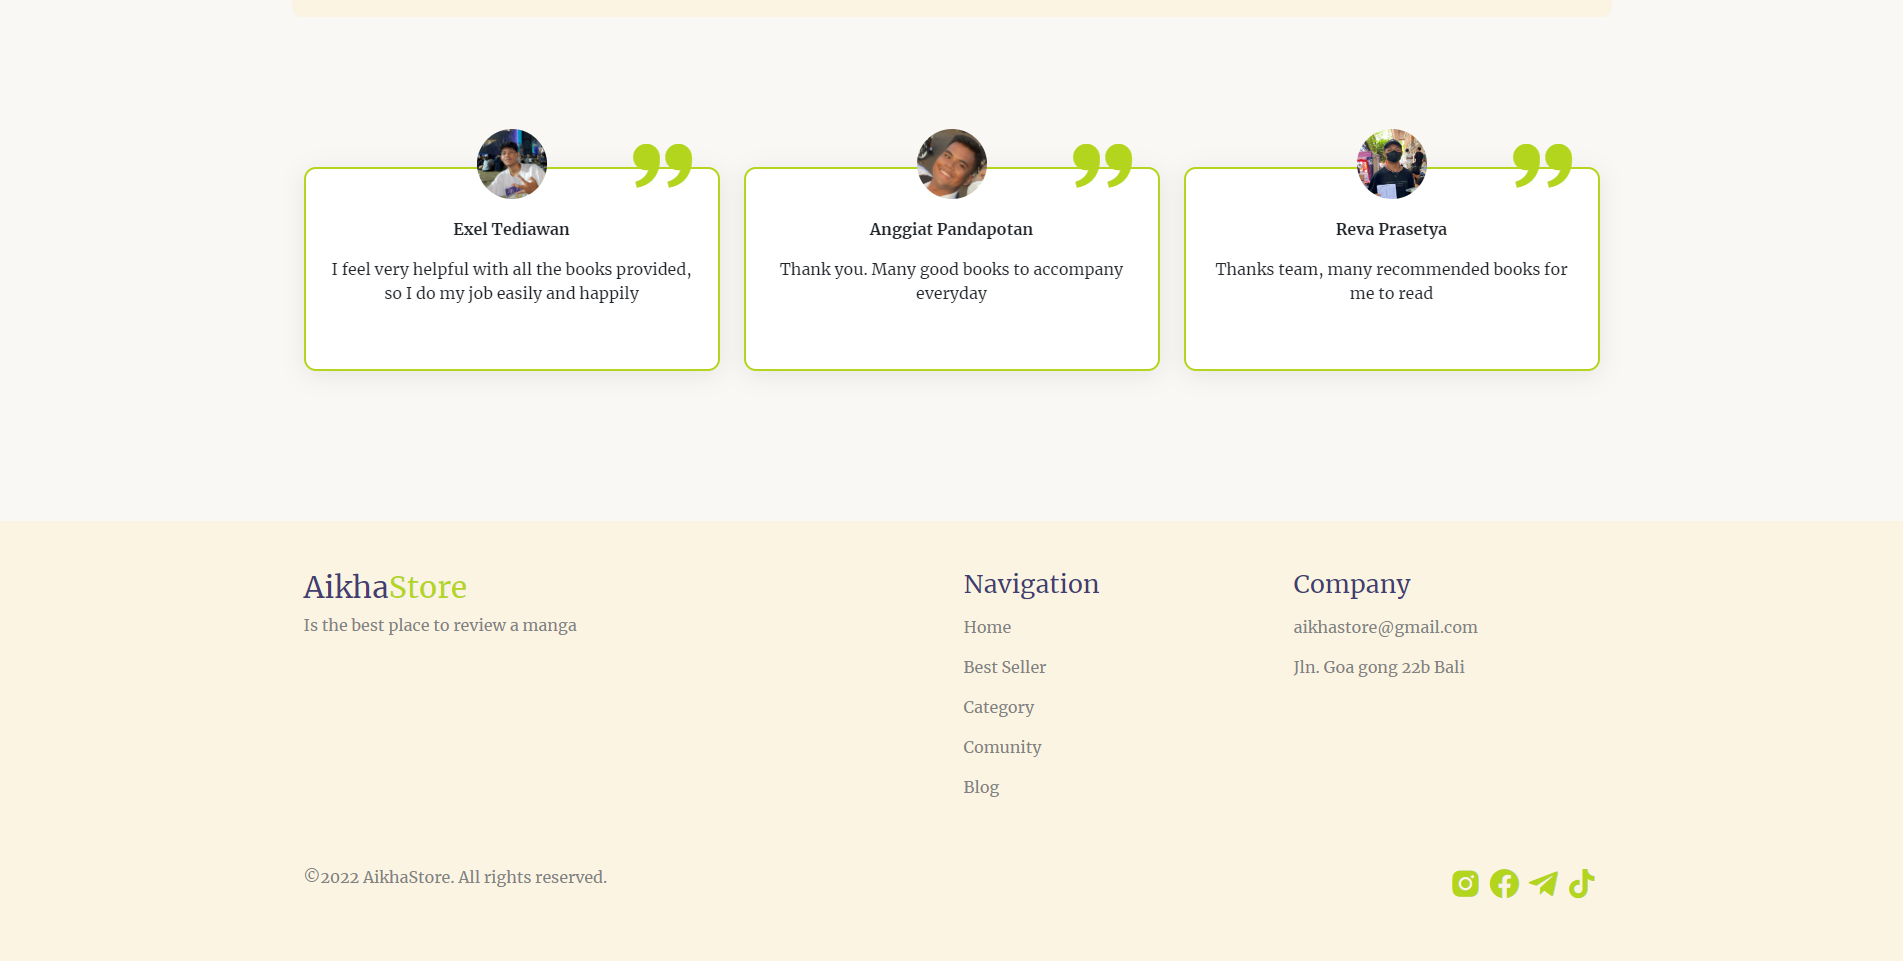 Exel Tediawan
I feel very helpful with all the books provided,
so I do my job easily and happily
Anggiat Pandapotan
Thank you. Many good books to accompany
everyday
Reva Prasetya
Thanks team, many recommended books for
me to read
AikhaStore
Is the best place to review a manga
Navigation
Home
Best Seller
Category
Comunity
Blog
Company
aikhastore@gmail.com
Jln. Goa gong 22b Bali
©2022 AikhaStore. All rights reserved.